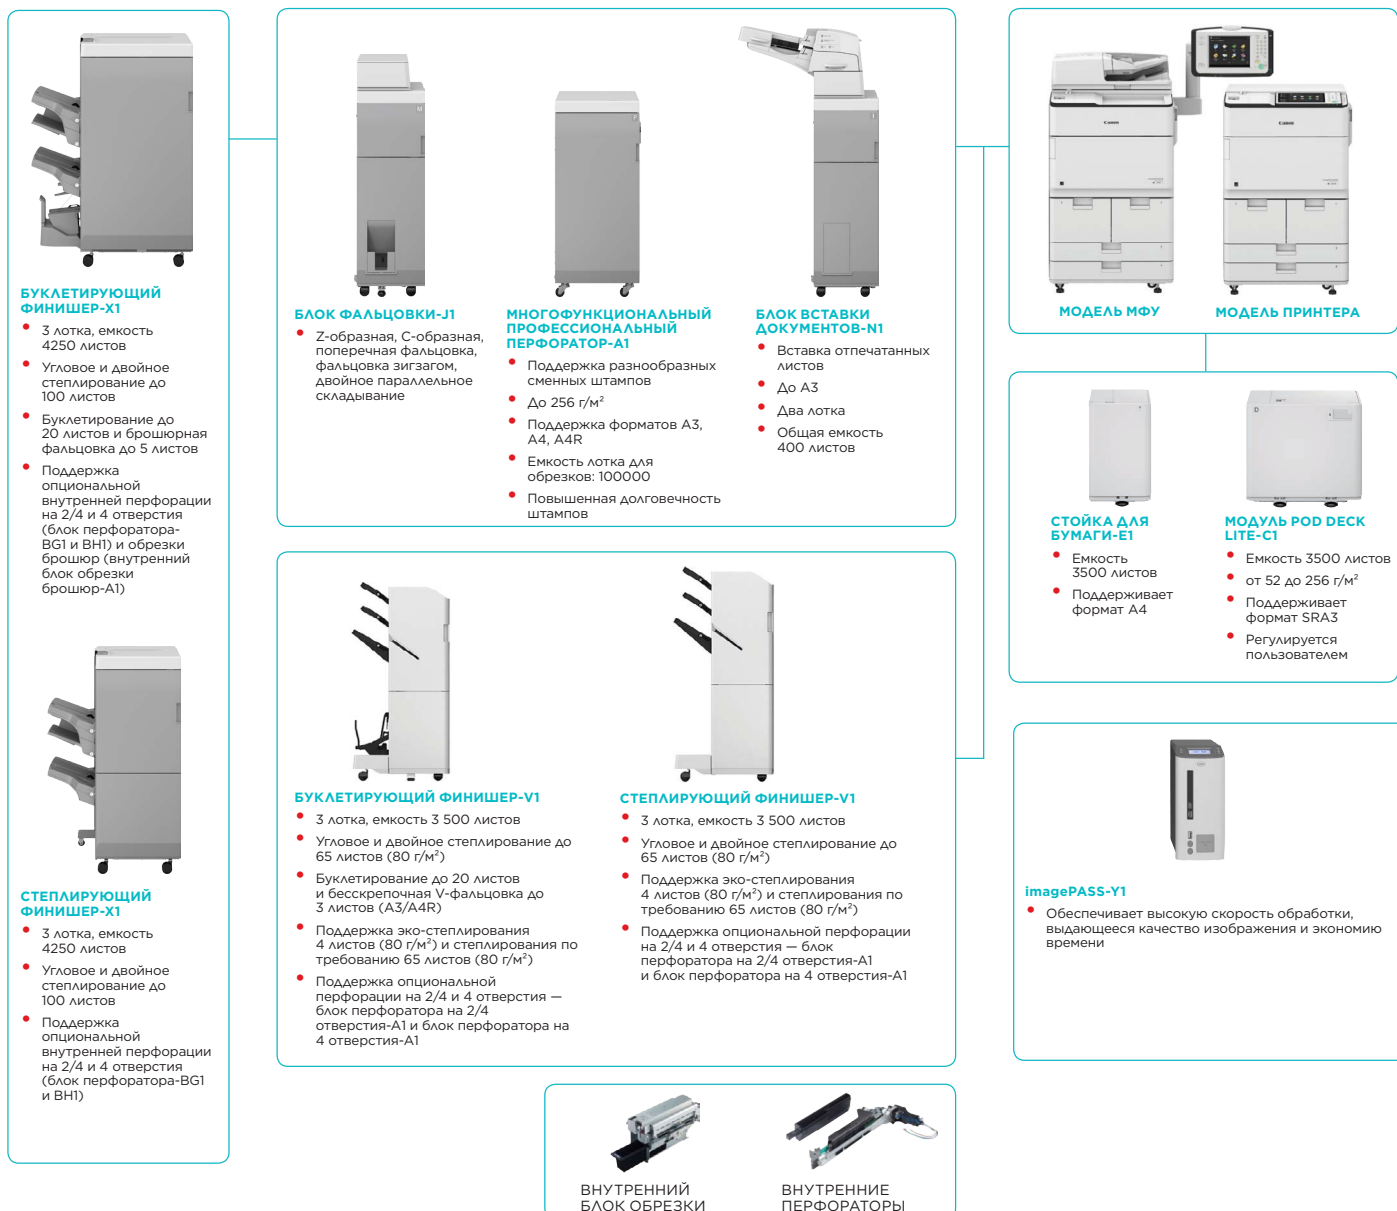 БУКЛЕТИРУЮЩИЙ
ФИНИШЕР-X1
3 лотка, емкость
4250 листов
Угловое и двойное
степлирование до
100 листов
Буклетирование до
20 листов и брошюрная
фальцовка до 5 листов
Поддержка
опциональной
внутренней перфорации
на 2/4 и 4 отверстия
(блок перфоратора-
BG1 и BH1) и обрезки
брошюр (внутренний
блок обрезки
брошюр-A1)
СТЕПЛИРУЮЩИЙ
ФИНИШЕР-X1
3 лотка, емкость
4250 листов
Угловое и двойное
степлирование до
100 листов
Поддержка
опциональной
внутренней перфорации
на 2/4 и 4 отверстия
(блок перфоратора-BG1
и BH1)
БЛОК ФАЛЬЦОВКИ-J1
Z-образная, C-образная,
поперечная фальцовка,
фальцовка зигзагом,
двойное параллельное
складывание
МНОГОФУНКЦИОНАЛЬНЫЙ
ПРОФЕССИОНАЛЬНЫЙ
ПЕРФОРАТОР-A1
Поддержка разнообразных
сменных штампов
До 256 г/м²
Поддержка форматов A3,
A4, A4R
Емкость лотка для
обрезков: 100000
Повышенная долговечность
штампов
БЛОК ВСТАВКИ
ДОКУМЕНТОВ-N1
Вставка отпечатанных
листов
До A3
Два лотка
Общая емкость
400 листов
БУКЛЕТИРУЮЩИЙ ФИНИШЕР-V1
3 лотка, емкость 3 500 листов
Угловое и двойное степлирование до
65 листов (80 г/м²)
Буклетирование до 20 листов
и бесскрепочная V-фальцовка до
3 листов (A3/A4R)
Поддержка эко-степлирования
4 листов (80 г/м²) и степлирования по
требованию 65 листов (80 г/м²)
Поддержка опциональной
перфорации на 2/4 и 4 отверстия —
блок перфоратора на 2/4
отверстия-A1 и блок перфоратора на
4 отверстия-A1
СТЕПЛИРУЮЩИЙ ФИНИШЕР-V1
3 лотка, емкость 3 500 листов
Угловое и двойное степлирование до
65 листов (80 г/м²)
Поддержка эко-степлирования
4 листов (80 г/м²) и степлирования по
требованию 65 листов (80 г/м²)
Поддержка опциональной перфорации
на 2/4 и 4 отверстия — блок
перфоратора на 2/4 отверстия-A1
и блок перфоратора на 4 отверстия-A1
Canon
Canon
МОДЕЛЬ МФУ
МОДЕЛЬ ПРИНТЕРА
D
СТОЙКА ДЛЯ
БУМАГИ-E1
Емкость
3500 листов
Поддерживает
формат A4
МОДУЛЬ POD DECK
LITE-C1
Емкость 3500 листов
от 52 до 256 г/м²
Поддерживает
формат SRA3
Регулируется
пользователем
imagePASS-Y1
Обеспечивает высокую скорость обработки,
выдающееся качество изображения и экономию
времени
ВНУТРЕННИЙ
БЛОК ОБРЕЗКИ
ВНУТРЕННИЕ
ПЕРФОРАТОРЫ